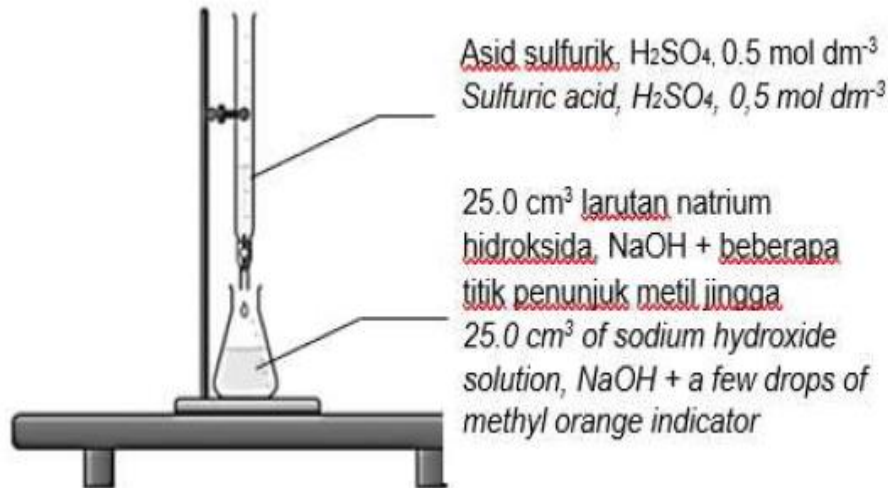 Asid sulfurik, H₂SO₄, 0.5 mol dm⁻³
Sulfuric acid, H₂SO₄, 0,5 mol dm⁻³
25.0 cm³ larutan natrium
hidroksida, NaOH + beberapa
titik penunjuk metil jingga
25.0 cm³ of sodium hydroxide
solution, NaOH + a few drops of
methyl orange indicator